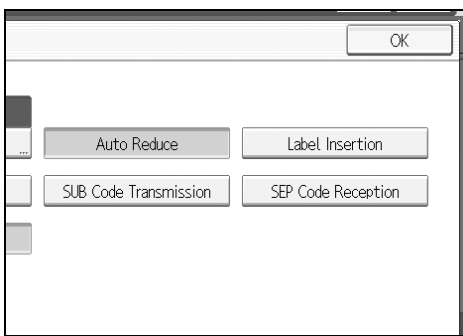 OK
... Auto Reduce Label Insertion
SUB Code Transmission SEP Code Reception